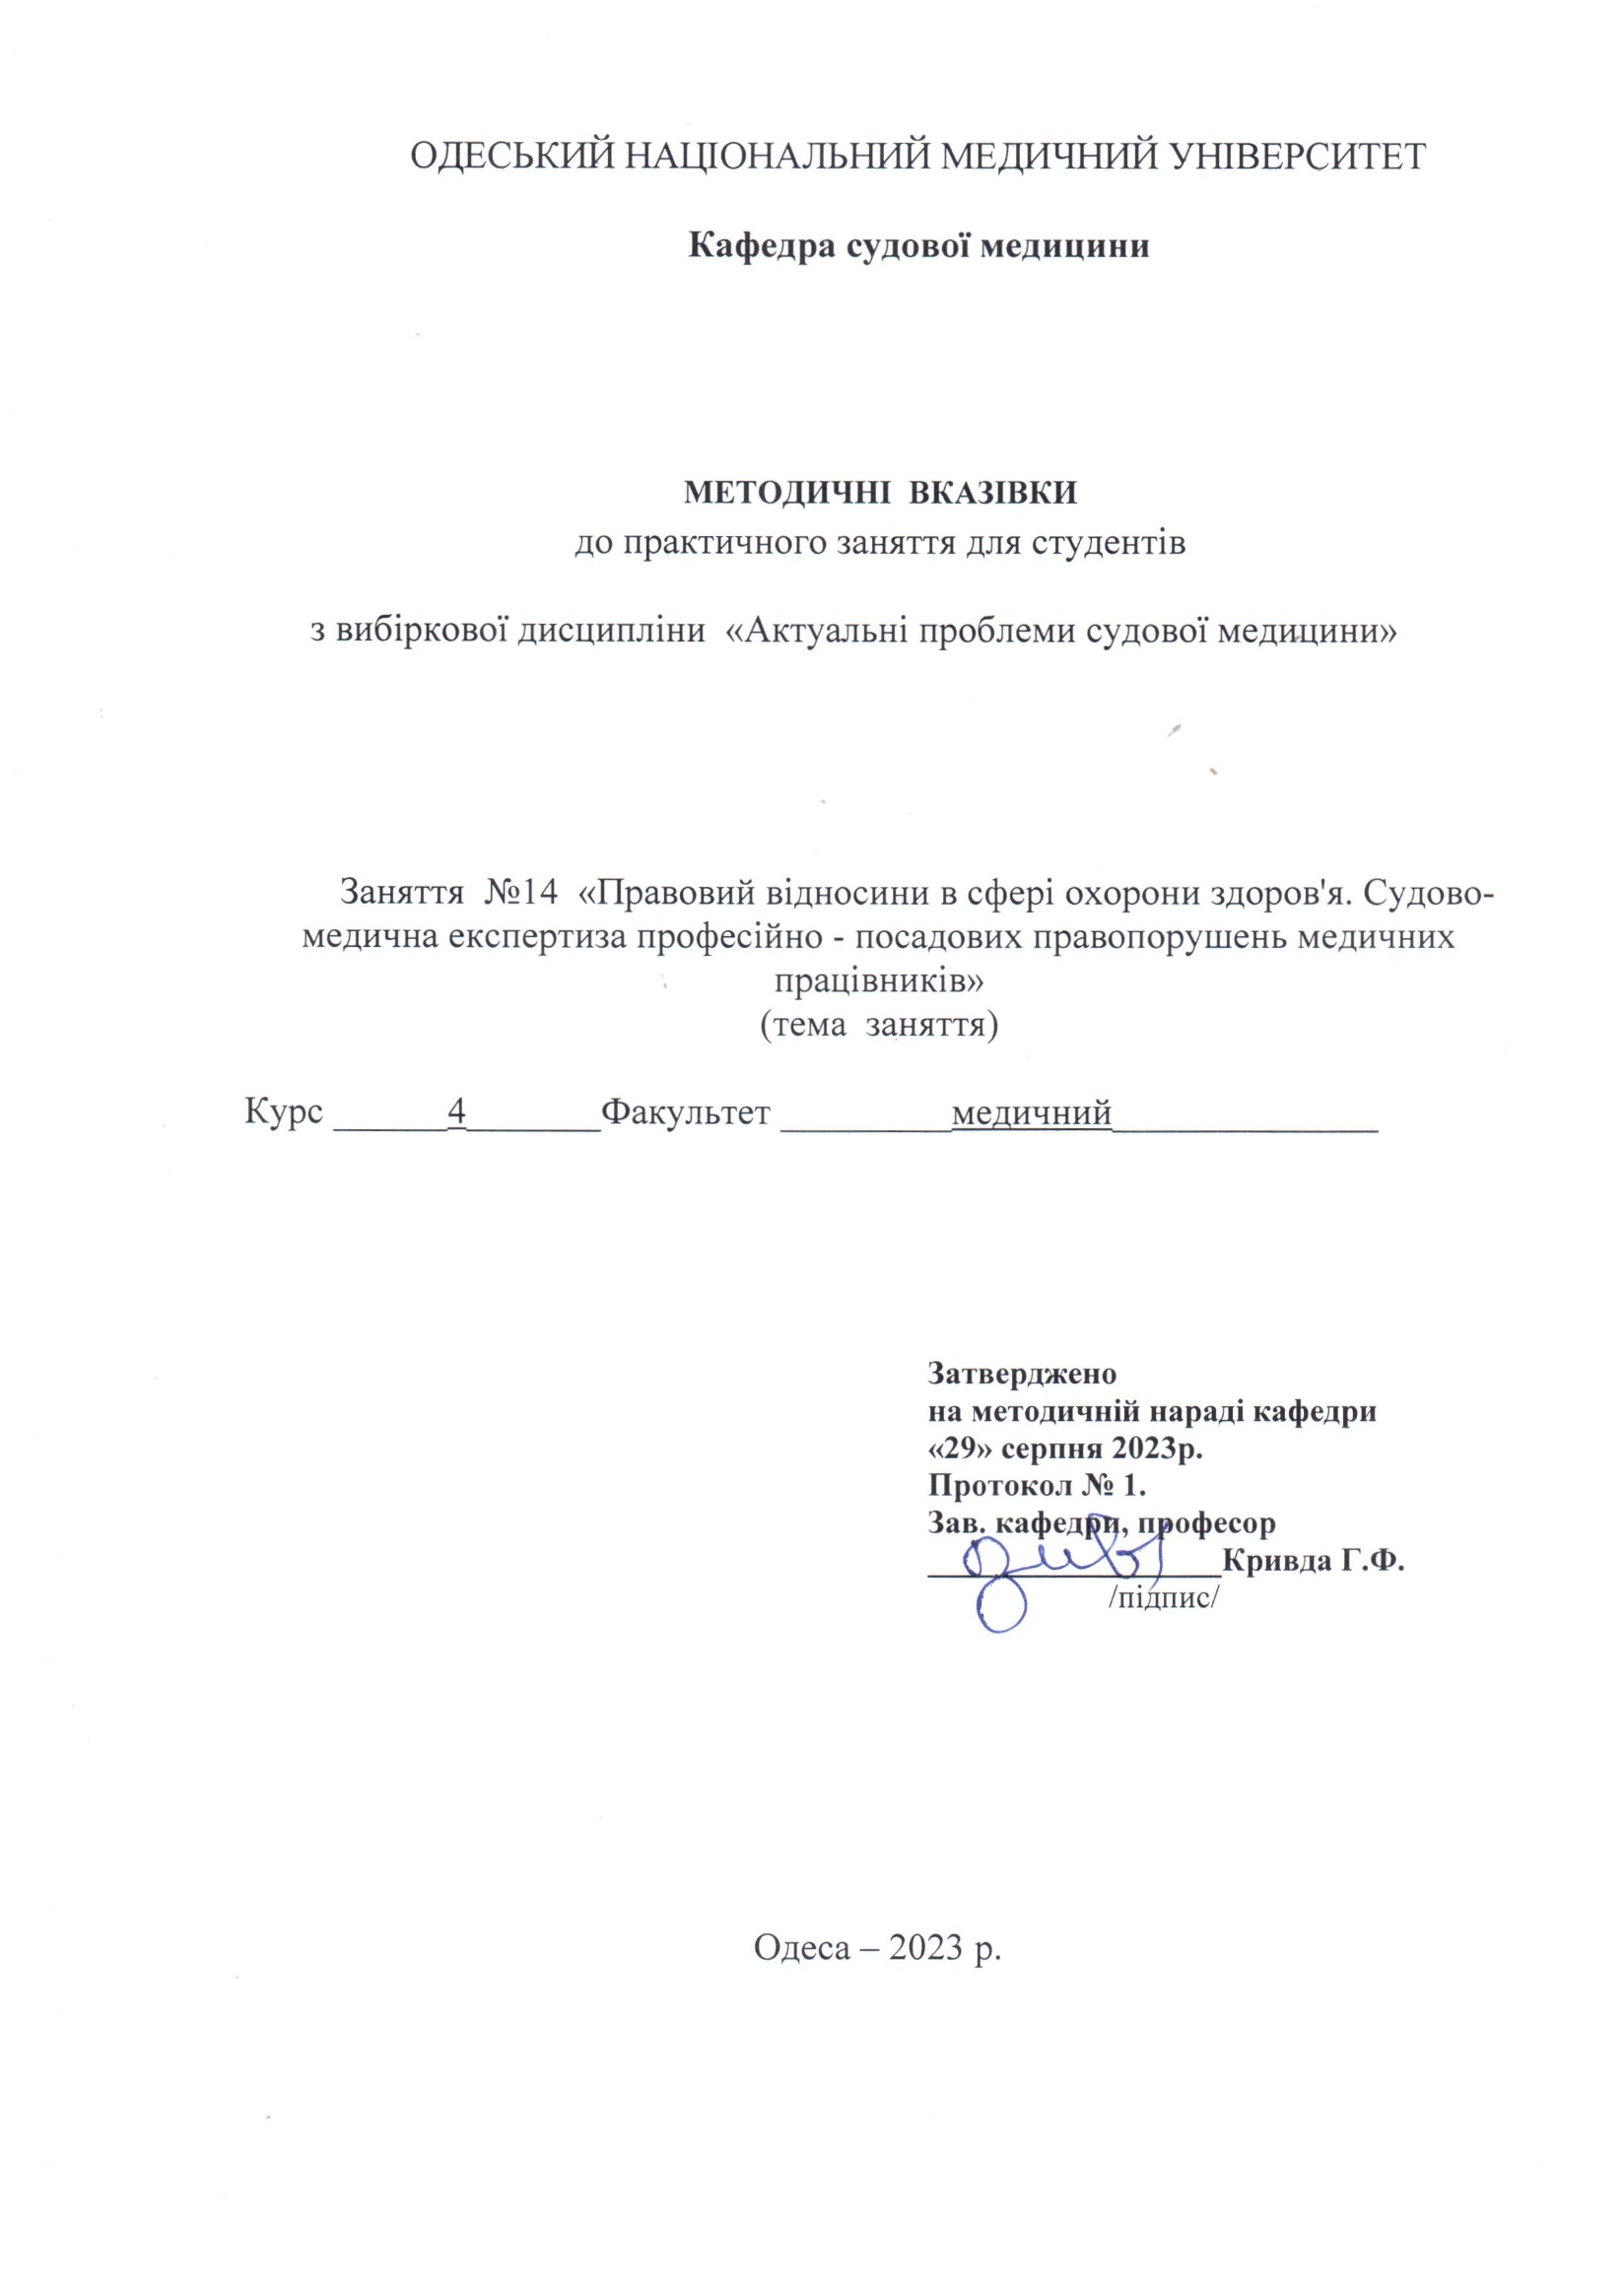 ОДЕСЬКИЙ НАЦІОНАЛЬНИЙ МЕДИЧНИЙ УНІВЕРСИТЕТ
Кафедра судової медицини
МЕТОДИЧНІ ВКАЗІВКИ
до практичного заняття для студентів
з вибіркової дисципліни «Актуальні проблеми судової медицини»
Заняття №14 «Правовий відносини в сфері охорони здоров'я. Судово-
медична експертиза професійно - посадових правопорушень медичних
працівників»
(тема заняття)
Курс ______4_______Факультет _________медичний______________
Затверджено
на методичній нараді кафедри
«29» серпня 2023р.
Протокол № 1.
Зав. кафедри, професор
__________________Кривда Г.Ф.
/підпис/
Одеса – 2023 р.